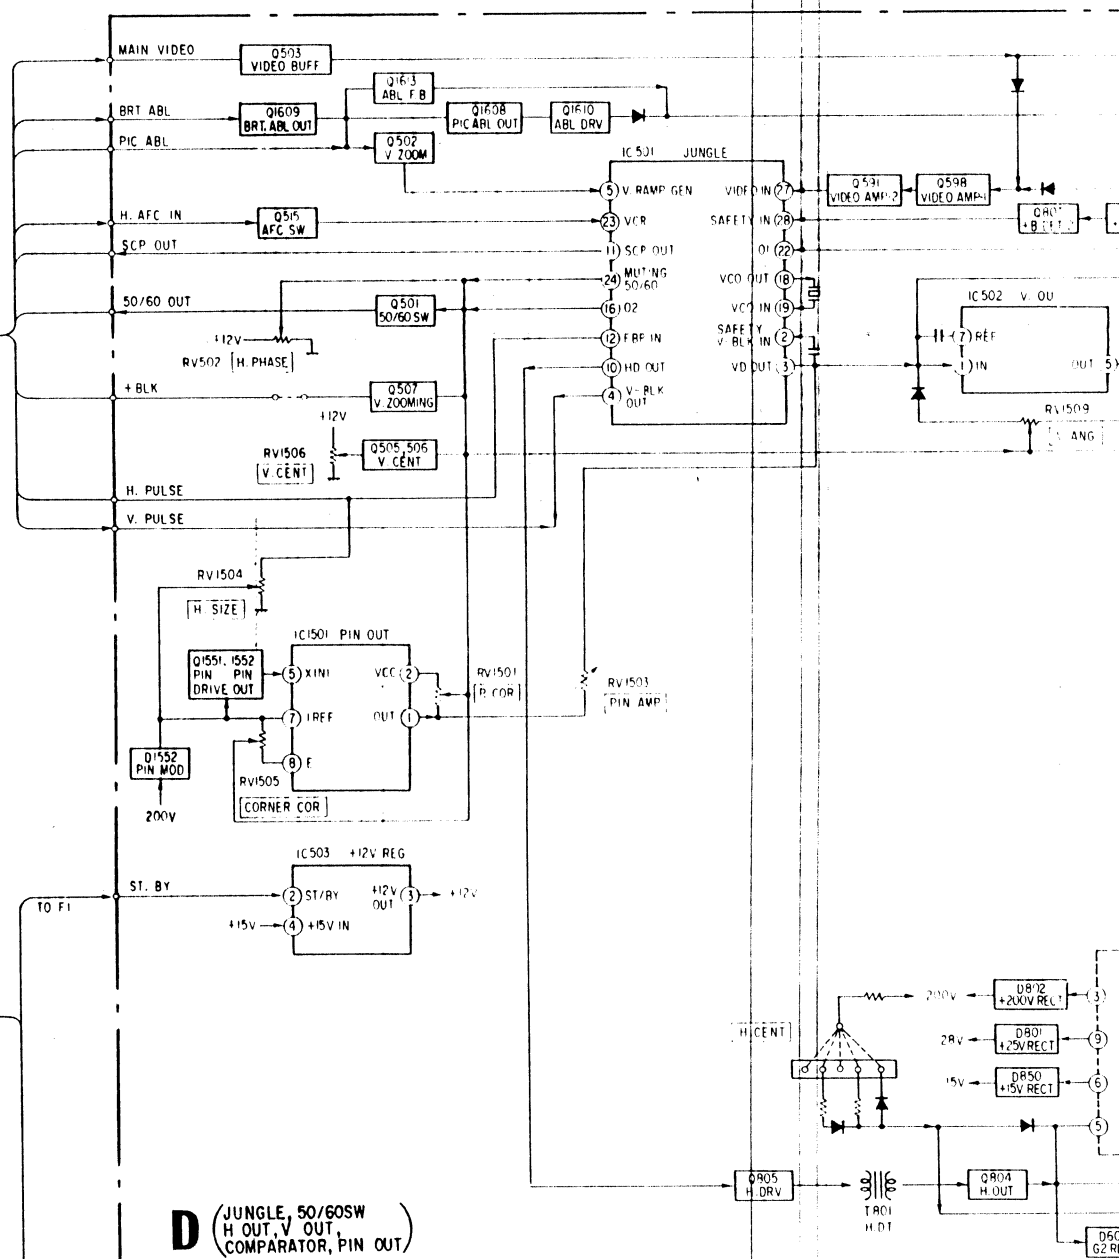 MAIN VIDEO
Q503
VIDEO BUFF
Q1613
ABL F.B
BRT ABL
Q1609
BRT. ABL OUT
Q1608
PIC ABL OUT
Q1610
ABL DRV
PIC ABL
Q502
V. ZOOM
IC501 JUNGLE
5 V. RAMP GEN
VIDEO IN 27
Q591
VIDEO AMP-2
Q598
VIDEO AMP-1
H. AFC IN
Q515
AFC SW
23 VCR
SAFETY IN 28
SCP OUT
11 SCP OUT
22
24 MUTING
50/60
VCO OUT 18
50/60 OUT
Q501
50/60 SW
16 O2
VCO IN 19
IC502
+12V
RV502 H. PHASE
12 FBP IN
SAFETY
V-BLK IN 2
7 REF
10 HD OUT
VD OUT 3
1 IN
OUT 5
+BLK
Q507
V. ZOOMING
4 V-BLK
OUT
+12V
RV1509
RV1506
V. CENT
Q505, 506
V. CENT
H. PULSE
V. PULSE
RV1504
H. SIZE
IC1501 PIN OUT
Q1551, 1552
PIN PIN
DRIVE OUT
5 XIN1
VCC 2
RV1501
P. COR
RV1503
PIN AMP
7 IREF
OUT 1
D1552
PIN MOD
8
RV1505
CORNER COR
200V
IC503 +12V REG
ST. BY
2 ST/BY
+12V
OUT 3
+12V
TO F1
+15V
4 +15V IN
200V
D802
+200V RECT
3
H. CENT
28V
D801
+25V RECT
9
15V
D850
+15V RECT
6
5
Q805
H. DRV
T801
H.DT
Q804
H.OUT
D (JUNGLE, 50/60SW
H OUT, V OUT,
COMPARATOR, PIN OUT)